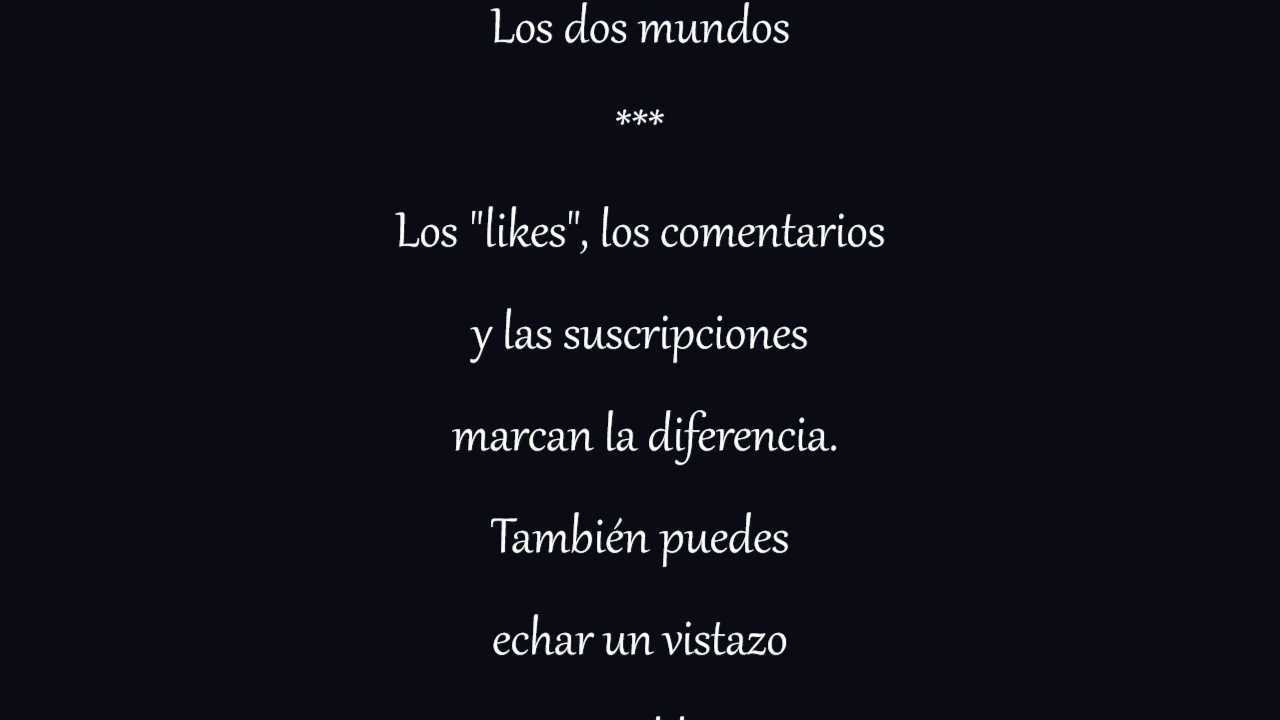 Los dos mundos
***
Los "likes", los comentarios
y las suscripciones
marcan la diferencia.
También puedes
echar un vistazo